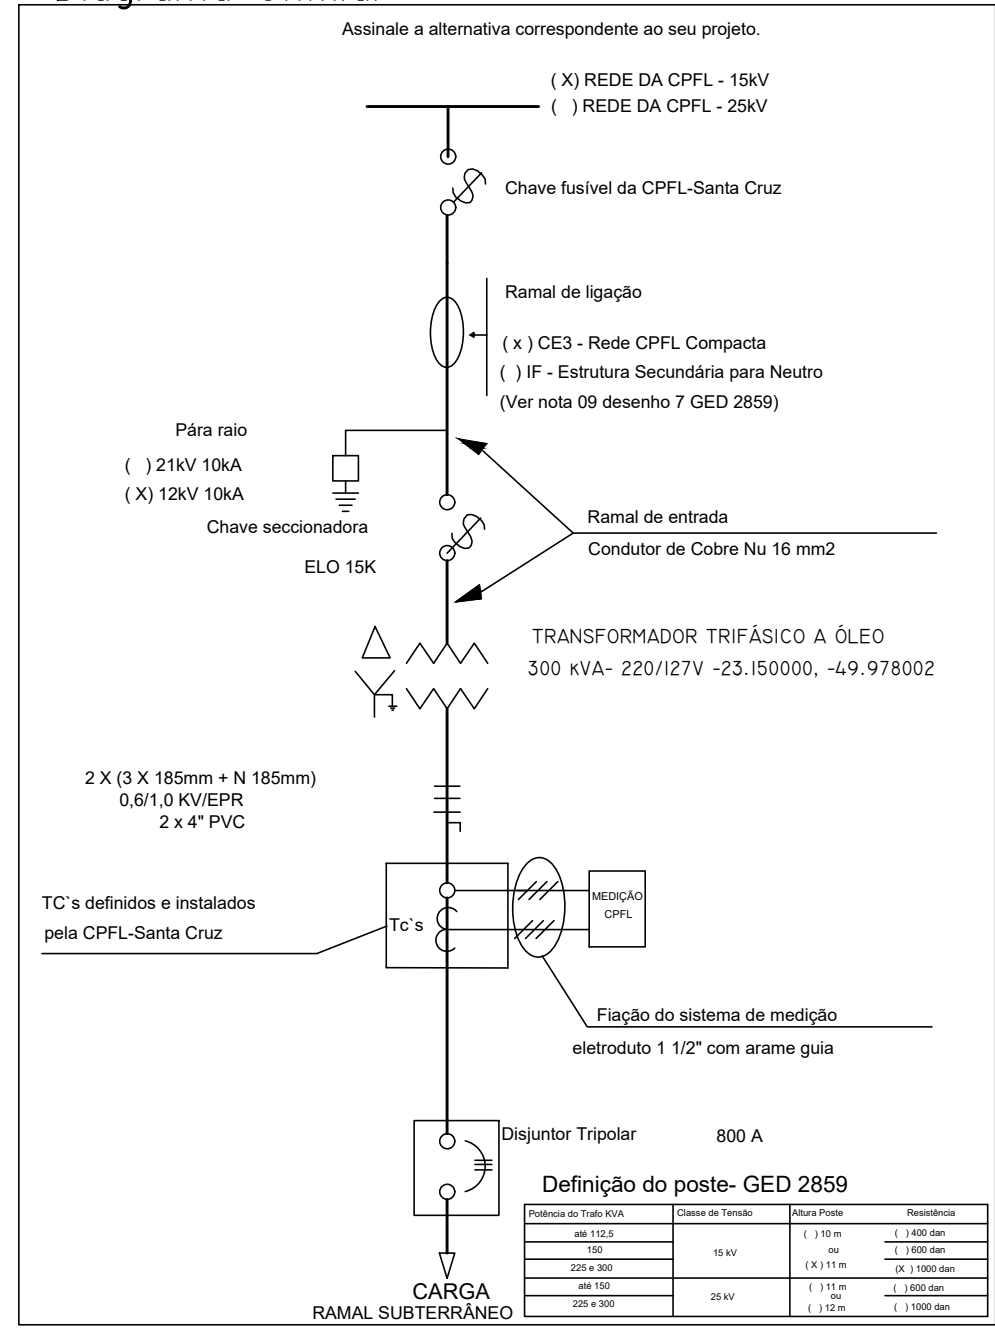 Assinale a alternativa correspondente ao seu projeto.
( X) REDE DA CPFL - 15kV
( ) REDE DA CPFL - 25kV
Chave fusível da CPFL-Santa Cruz
Ramal de ligação
( x ) CE3 - Rede CPFL Compacta
( ) IF - Estrutura Secundária para Neutro
(Ver nota 09 desenho 7 GED 2859)
Pára raio
( ) 21kV 10kA
( X) 12kV 10kA
Chave seccionadora
ELO 15K
Ramal de entrada
Condutor de Cobre Nu 16 mm2
TRANSFORMADOR TRIFÁSICO A ÓLEO
300 kVA- 220/127V -23.150000, -49.978002
2 X (3 X 185mm + N 185mm)
0,6/1,0 KV/EPR
2 x 4" PVC
TC`s definidos e instalados
pela CPFL-Santa Cruz
Tc`s
MEDIÇÃO
CPFL
Fiação do sistema de medição
eletroduto 1 1/2" com arame guia
Disjuntor Tripolar 800 A
Definição do poste- GED 2859
Potência do Trafo KVA Classe de Tensão Altura Poste Resistência
até 112,5 15 kV ( ) 10 m ( ) 400 dan
150 ou ( ) 600 dan
225 e 300 ( X ) 11 m (X ) 1000 dan
até 150 25 kV ( ) 11 m ( ) 600 dan
ou
225 e 300 ( ) 12 m ( ) 1000 dan
CARGA
RAMAL SUBTERRÂNEO